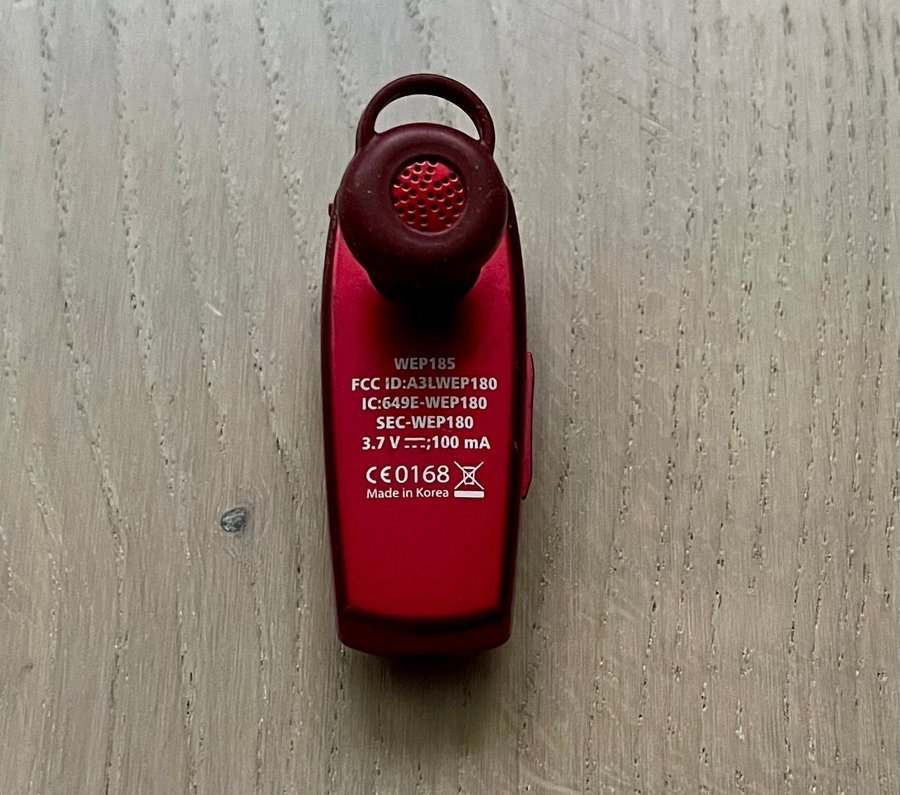 WEP185
FCC ID:A3LWEP180
IC:649E-WEP180
SEC-WEP180
3.7 V ⎓;100 mA
CE0168
Made in Korea